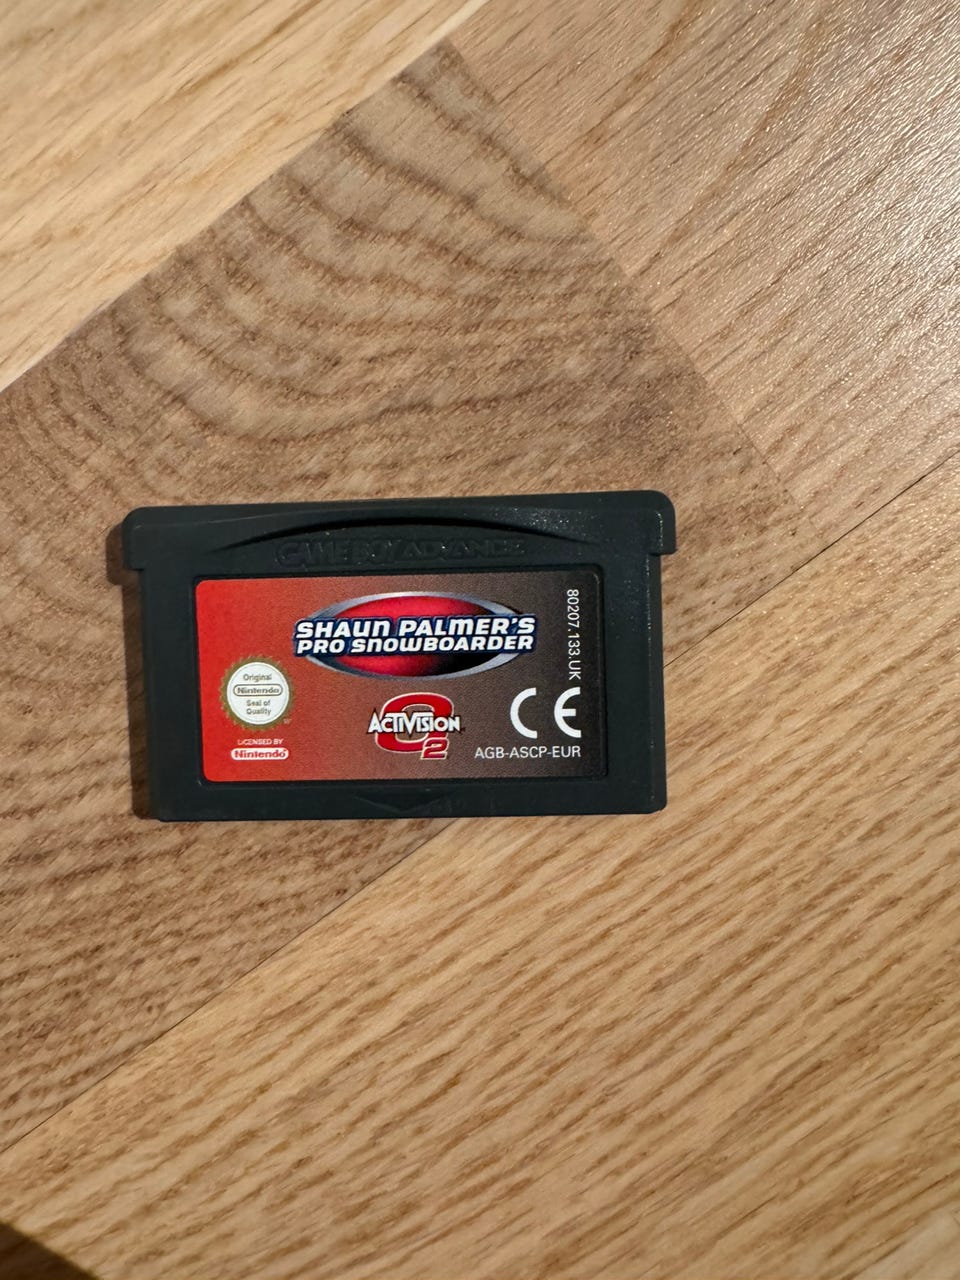 GAME BOY ADVANCE
SHAUN PALMER'S
PRO SNOWBOARDER
80207.133.UK
Original
Nintendo
Seal of
Quality
LICENSED BY
Nintendo
ACTIVISION
O2
CE
AGB-ASCP-EUR